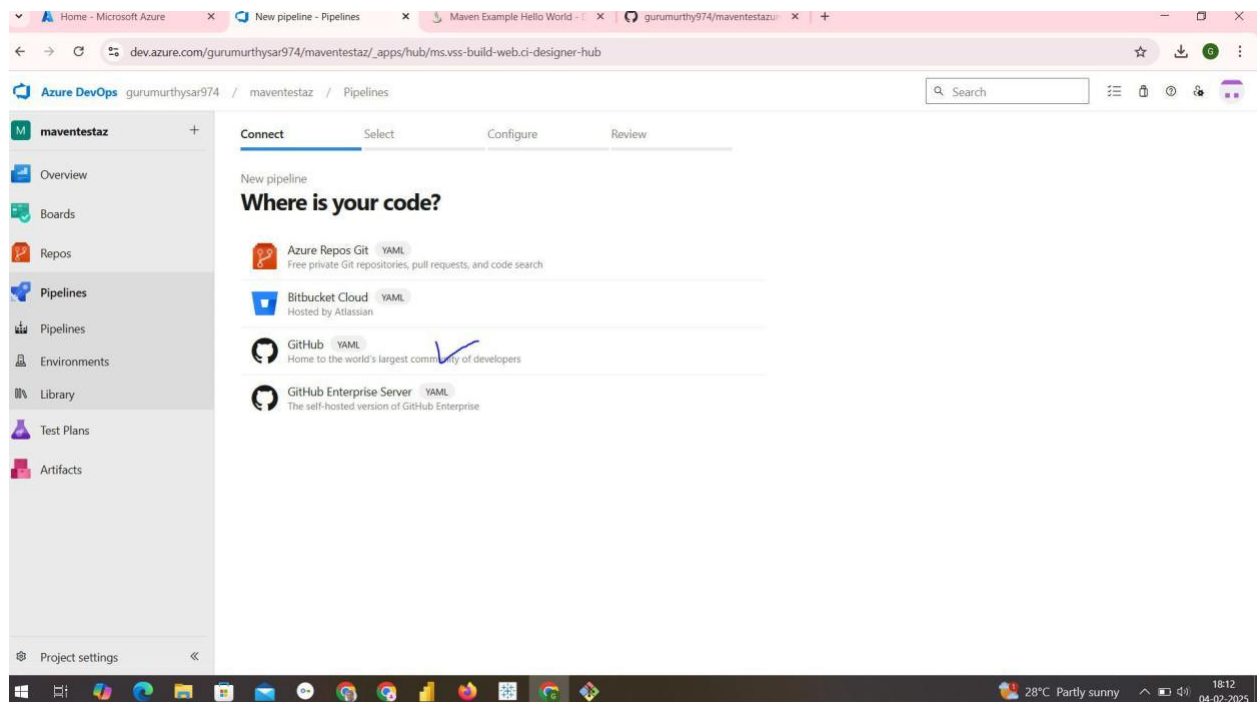 Home - Microsoft Azure
New pipeline - Pipelines
Maven Example Hello World -
gurumurthy974/maventestazu
dev.azure.com/gurumurthysar974/maventestaz/_apps/hub/ms.vss-build-web.ci-designer-hub
G
Azure DevOps gurumurthysar974 / maventestaz / Pipelines
Search
M maventestaz
Connect Select Configure Review
Overview
New pipeline
Where is your code?
Boards
Repos
Azure Repos Git YAML
Free private Git repositories, pull requests, and code search
Pipelines
Bitbucket Cloud YAML
Hosted by Atlassian
Pipelines
GitHub YAML
Home to the world's largest community of developers
Environments
Library
GitHub Enterprise Server YAML
The self-hosted version of GitHub Enterprise
Test Plans
Artifacts
Project settings
28°C Partly sunny
18:12
04-02-2025